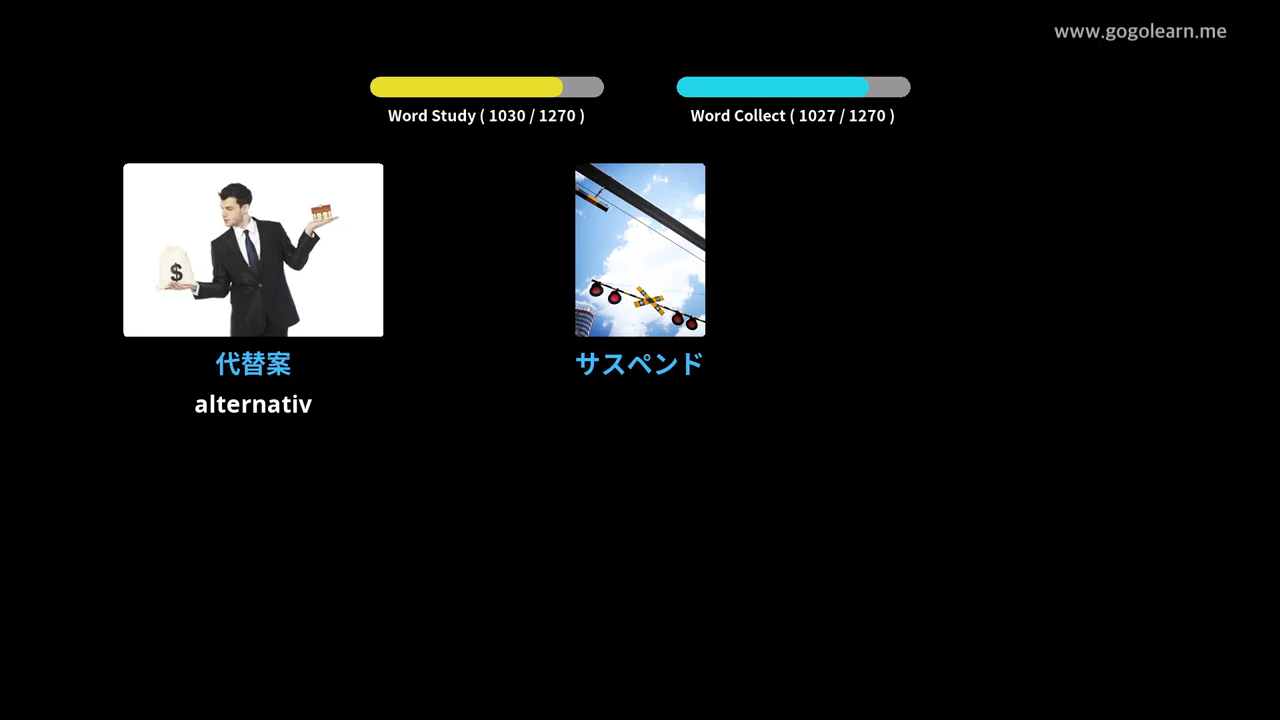 www.gogolearn.me
Word Study ( 1030 / 1270 )
Word Collect ( 1027 / 1270 )
$
代替案
サスペンド
alternativ